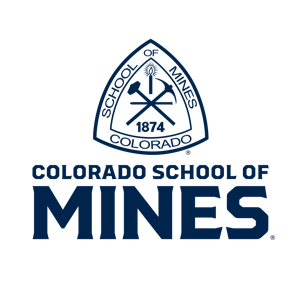 SCHOOL OF MINES
1874
COLORADO
®
COLORADO SCHOOL OF
MINES®